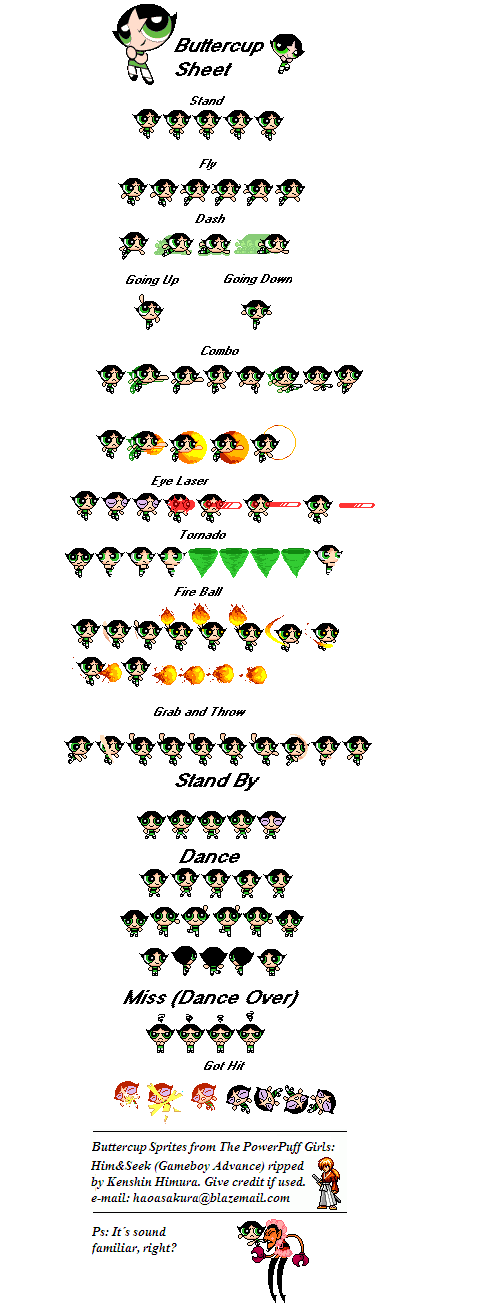 Buttercup
Sheet
Stand
Fly
Dash
Going Up
Going Down
Combo
Eye Laser
Tornado
Fire Ball
Grab and Throw
Stand By
Dance
Miss (Dance Over)
Got Hit
Buttercup Sprites from The PowerPuff Girls:
Him&Seek (Gameboy Advance) ripped
by Kenshin Himura. Give credit if used.
e-mail: haoasakura@blazemail.com
Ps: It´s sound
familiar, right?